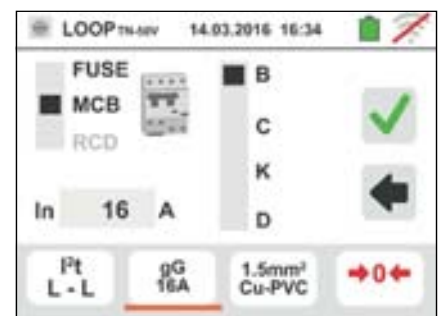 LOOP TN-50V 14.03.2016 16:34
FUSE
MCB
RCD
B
C
K
D
In 16 A
I²t
L - L
gG
16A
1.5mm²
Cu-PVC
→0←